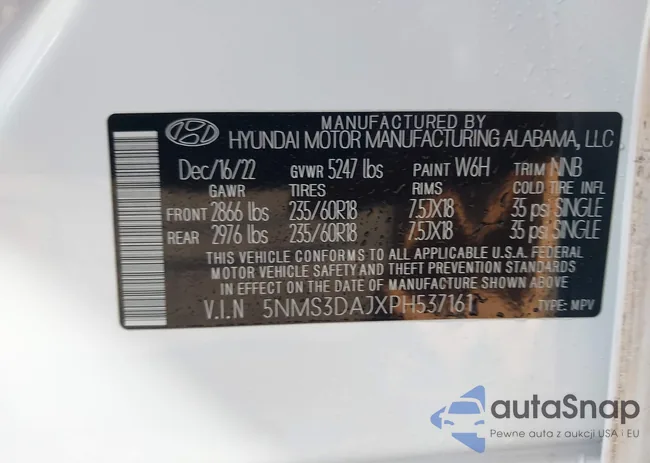 MANUFACTURED BY
HYUNDAI MOTOR MANUFACTURING ALABAMA, LLC
Dec/16/22 GVWR 5247 lbs PAINT W6H TRIM NNB
GAWR TIRES RIMS COLD TIRE INFL
FRONT 2866 lbs 235/60R18 7.5JX18 35 psi SINGLE
REAR 2976 lbs 235/60R18 7.5JX18 35 psi SINGLE
THIS VEHICLE CONFORMS TO ALL APPLICABLE U.S.A. FEDERAL
MOTOR VEHICLE SAFETY AND THEFT PREVENTION STANDARDS
IN EFFECT ON THE DATE OF MANUFACTURE SHOWN ABOVE
V.I.N 5NMS3DAJXPH537161 TYPE: MPV
autaSnap
Pewne auta z aukcji USA i EU